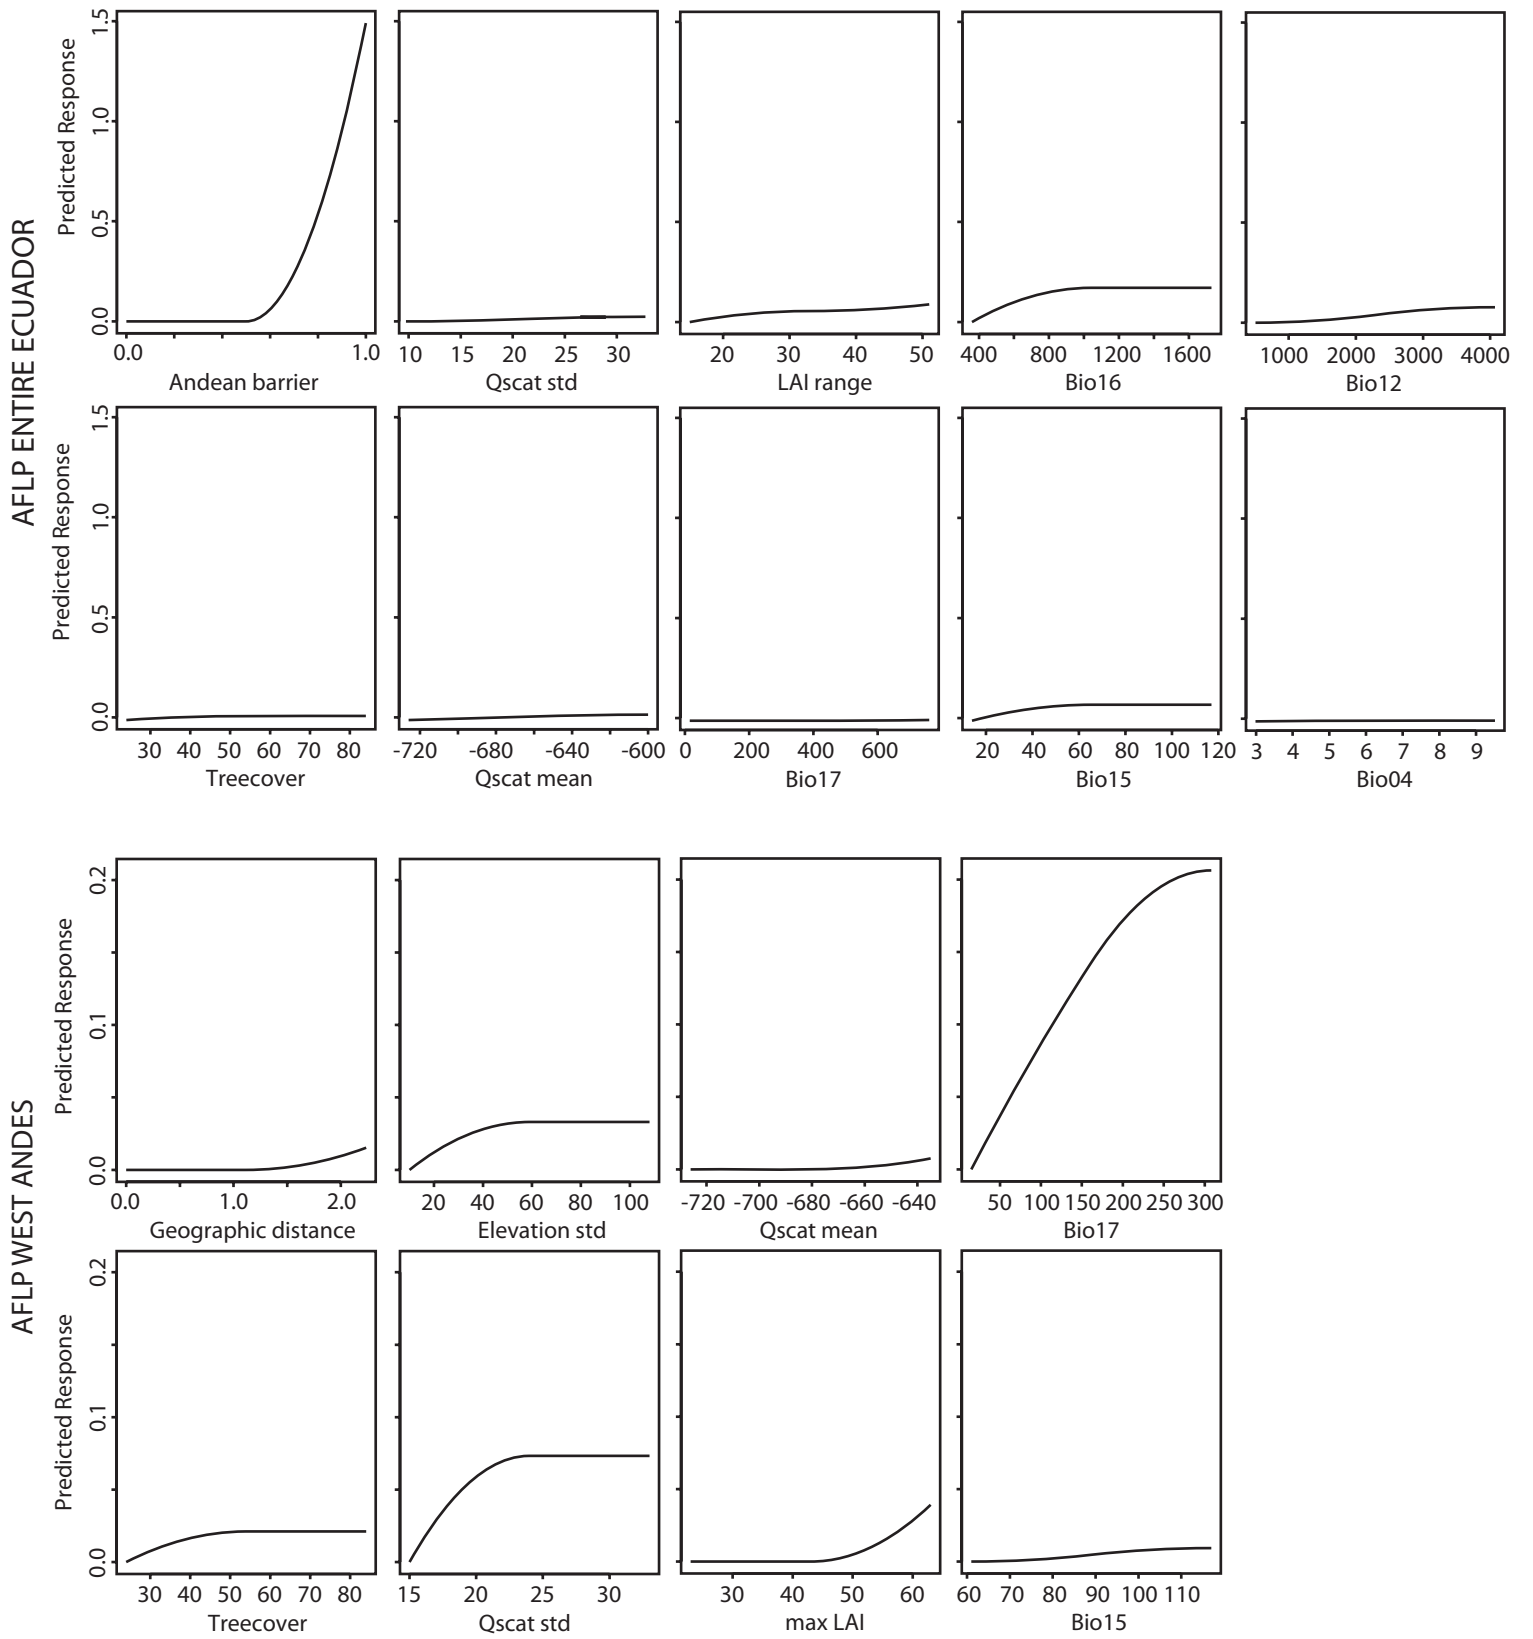 AFLP ENTIRE ECUADOR
Predicted Response
0.0 0.5 1.0 1.5
0.0 1.0
Andean barrier
10 15 20 25 30
Qscat std
20 30 40 50
LAI range
400 800 1200 1600
Bio16
1000 2000 3000 4000
Bio12
Predicted Response
0.0 0.5 1.0 1.5
30 40 50 60 70 80
Treecover
-720 -680 -640 -600
Qscat mean
0 200 400 600
Bio17
20 40 60 80 100 120
Bio15
3 4 5 6 7 8 9
Bio04
AFLP WEST ANDES
Predicted Response
0.0 0.1 0.2
0.0 1.0 2.0
Geographic distance
20 40 60 80 100
Elevation std
-720 -700 -680 -660 -640
Qscat mean
50 100 150 200 250 300
Bio17
Predicted Response
0.0 0.1 0.2
30 40 50 60 70 80
Treecover
15 20 25 30
Qscat std
30 40 50 60
max LAI
60 70 80 90 100 110
Bio15